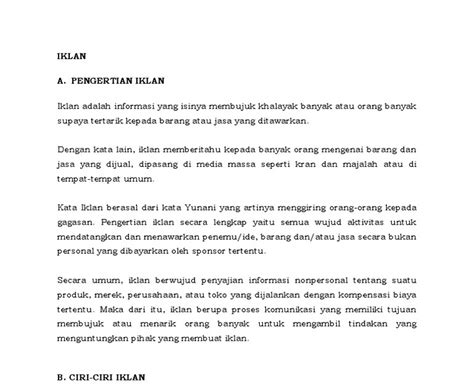 IKLAN
A. PENGERTIAN IKLAN
Iklan adalah informasi yang isinya membujuk khalayak banyak atau orang banyak
supaya tertarik kepada barang atau jasa yang ditawarkan.
Dengan kata lain, iklan memberitahu kepada banyak orang mengenai barang dan
jasa yang dijual, dipasang di media massa seperti kran dan majalah atau di
tempat-tempat umum.
Kata Iklan berasal dari kata Yunani yang artinya menggiring orang-orang kepada
gagasan. Pengertian iklan secara lengkap yaitu semua wujud aktivitas untuk
mendatangkan dan menawarkan penemu/ide, barang dan/atau jasa secara bukan
personal yang dibayarkan oleh sponsor tertentu.
Secara umum, iklan berwujud penyajian informasi nonpersonal tentang suatu
produk, merek, perusahaan, atau toko yang dijalankan dengan kompensasi biaya
tertentu. Maka dari itu, iklan berupa proses komunikasi yang memiliki tujuan
membujuk atau menarik orang banyak untuk mengambil tindakan yang
menguntungkan pihak yang membuat iklan.
B. CIRI-CIRI IKLAN